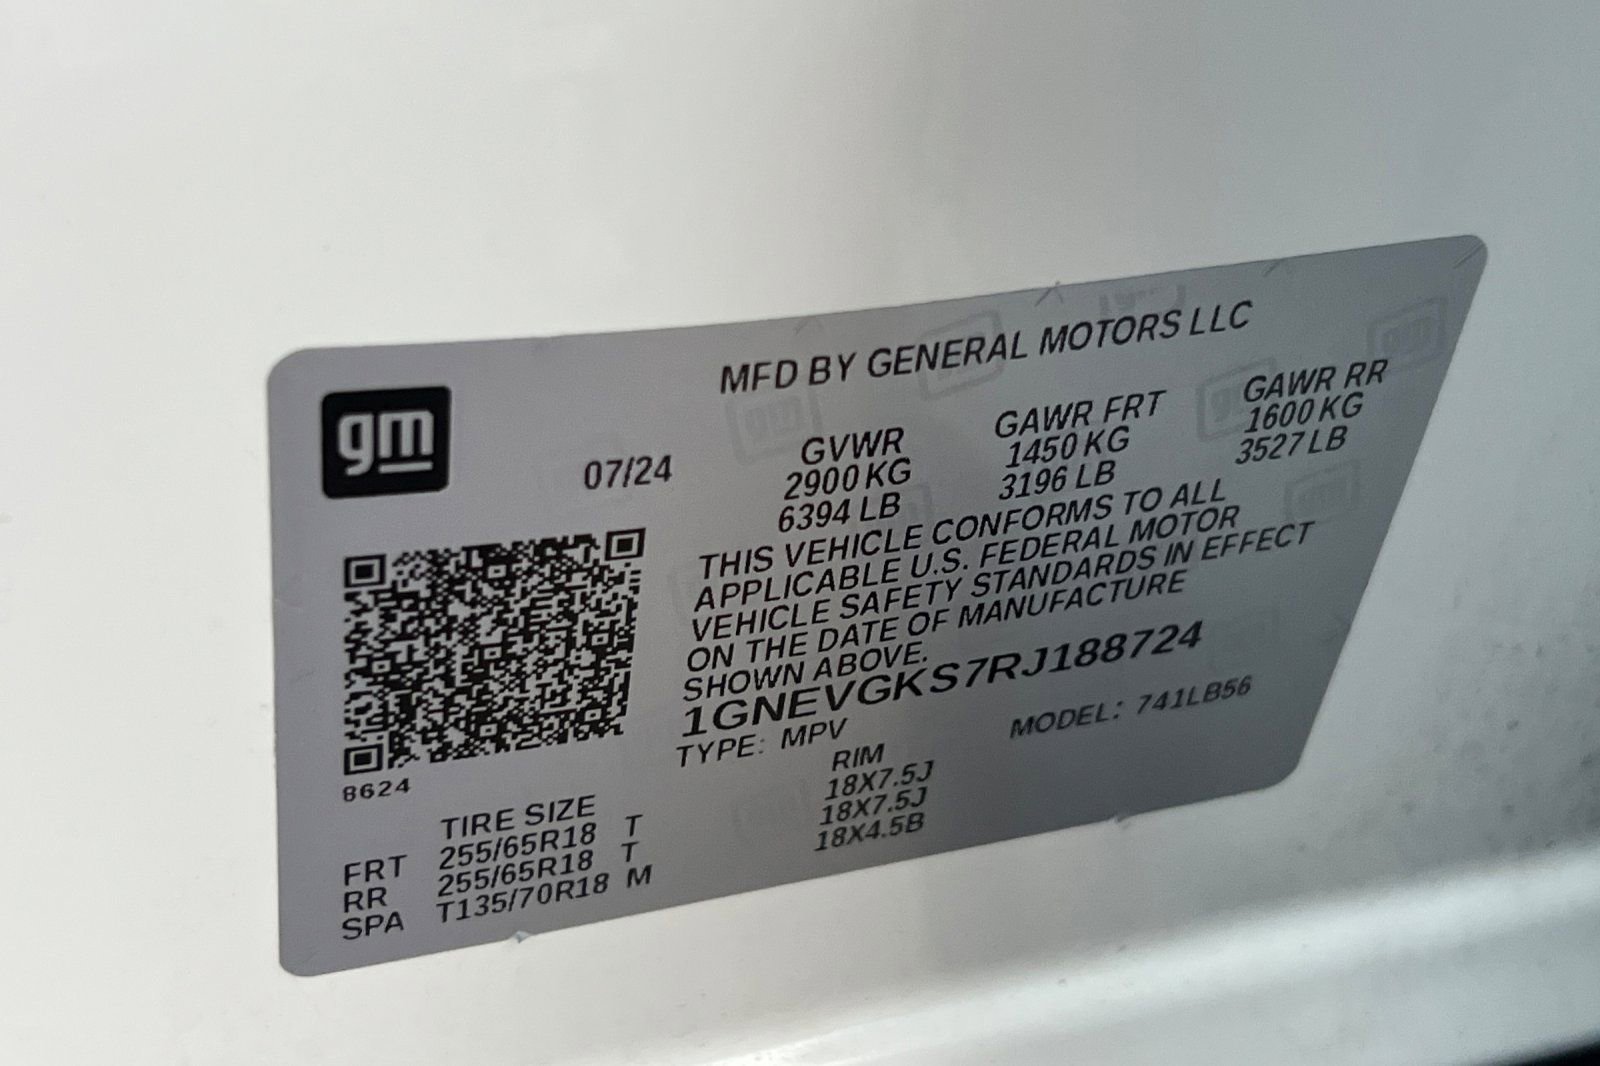 gm
MFD BY GENERAL MOTORS LLC
07/24
GVWR GAWR FRT GAWR RR
2900 KG 1450 KG 1600 KG
6394 LB 3196 LB 3527 LB
THIS VEHICLE CONFORMS TO ALL
APPLICABLE U.S. FEDERAL MOTOR
VEHICLE SAFETY STANDARDS IN EFFECT
ON THE DATE OF MANUFACTURE
SHOWN ABOVE.
1GNEVGKS7RJ188724
TYPE: MPV MODEL: 741LB56
8624
TIRE SIZE RIM
FRT 255/65R18 T 18X7.5J
RR 255/65R18 T 18X7.5J
SPA T135/70R18 M 18X4.5B